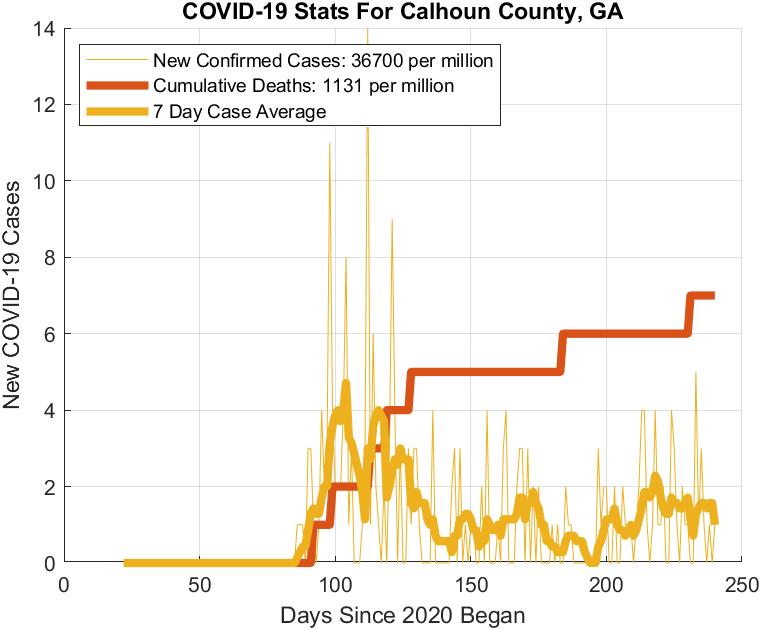 COVID-19 Stats For Calhoun County, GA
New Confirmed Cases: 36700 per million
Cumulative Deaths: 1131 per million
7 Day Case Average
New COVID-19 Cases
14
12
10
8
6
4
2
0
0 50 100 150 200 250
Days Since 2020 Began